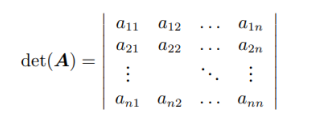 det(A) = | a₁₁ a₁₂ … a₁ₙ |
| a₂₁ a₂₂ … a₂ₙ |
| ⋮ ⋱ ⋮ |
| aₙ₁ aₙ₂ … aₙₙ |